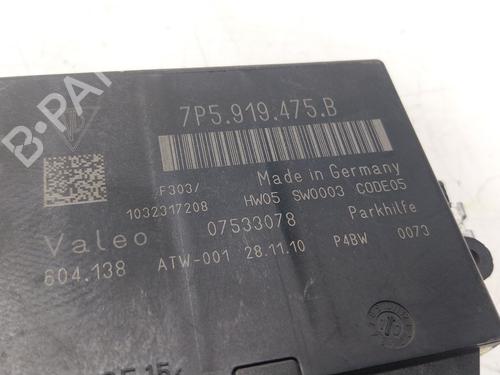 B-PARTS
7P5.919.475.B
Made in Germany
F303/
HW05 SW0003 CODE05
1032317208
07533078
Parkhilfe
Valeo
604.138
ATW-001
28.11.10
P4BW
0073